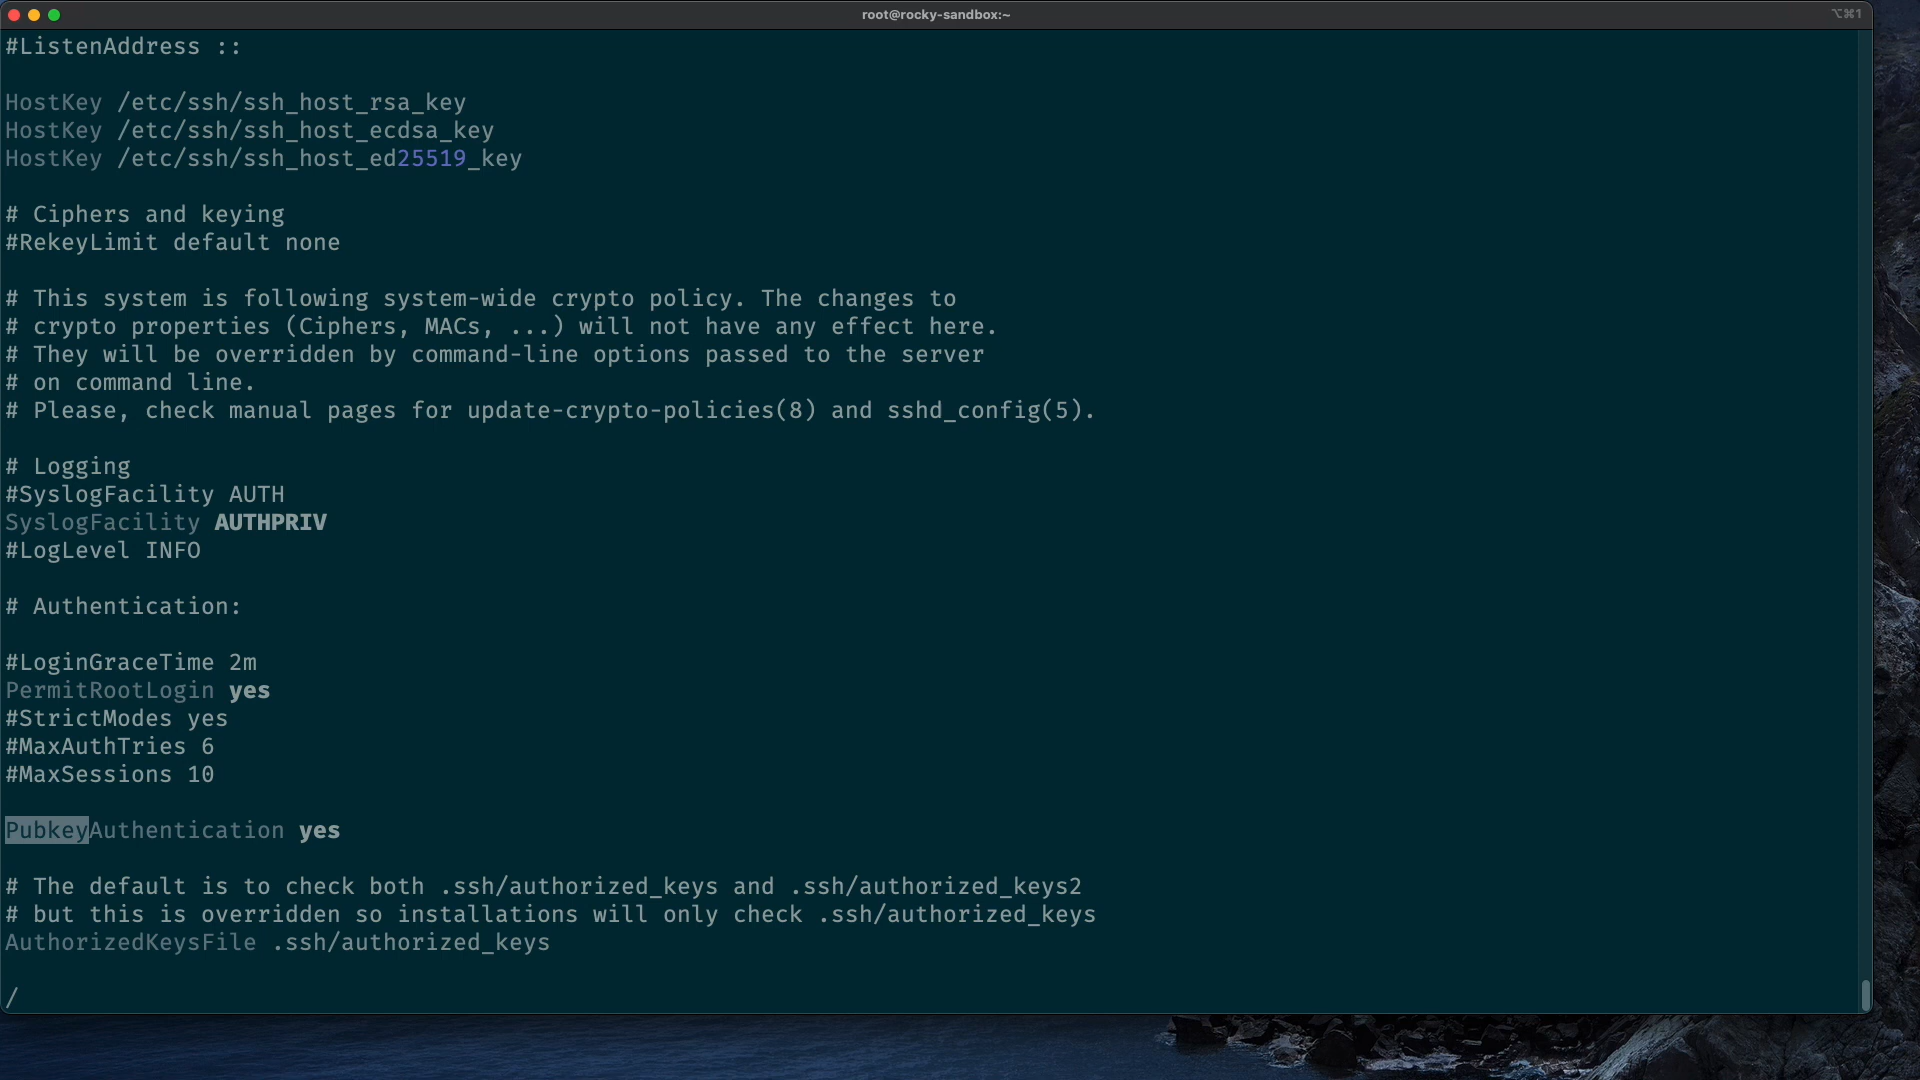 root@rocky-sandbox:~
⌥⌘1
#ListenAddress ::
HostKey /etc/ssh/ssh_host_rsa_key
HostKey /etc/ssh/ssh_host_ecdsa_key
HostKey /etc/ssh/ssh_host_ed25519_key
# Ciphers and keying
#RekeyLimit default none
# This system is following system-wide crypto policy. The changes to
# crypto properties (Ciphers, MACs, ...) will not have any effect here.
# They will be overridden by command-line options passed to the server
# on command line.
# Please, check manual pages for update-crypto-policies(8) and sshd_config(5).
# Logging
#SyslogFacility AUTH
SyslogFacility AUTHPRIV
#LogLevel INFO
# Authentication:
#LoginGraceTime 2m
PermitRootLogin yes
#StrictModes yes
#MaxAuthTries 6
#MaxSessions 10
PubkeyAuthentication yes
# The default is to check both .ssh/authorized_keys and .ssh/authorized_keys2
# but this is overridden so installations will only check .ssh/authorized_keys
AuthorizedKeysFile .ssh/authorized_keys
/